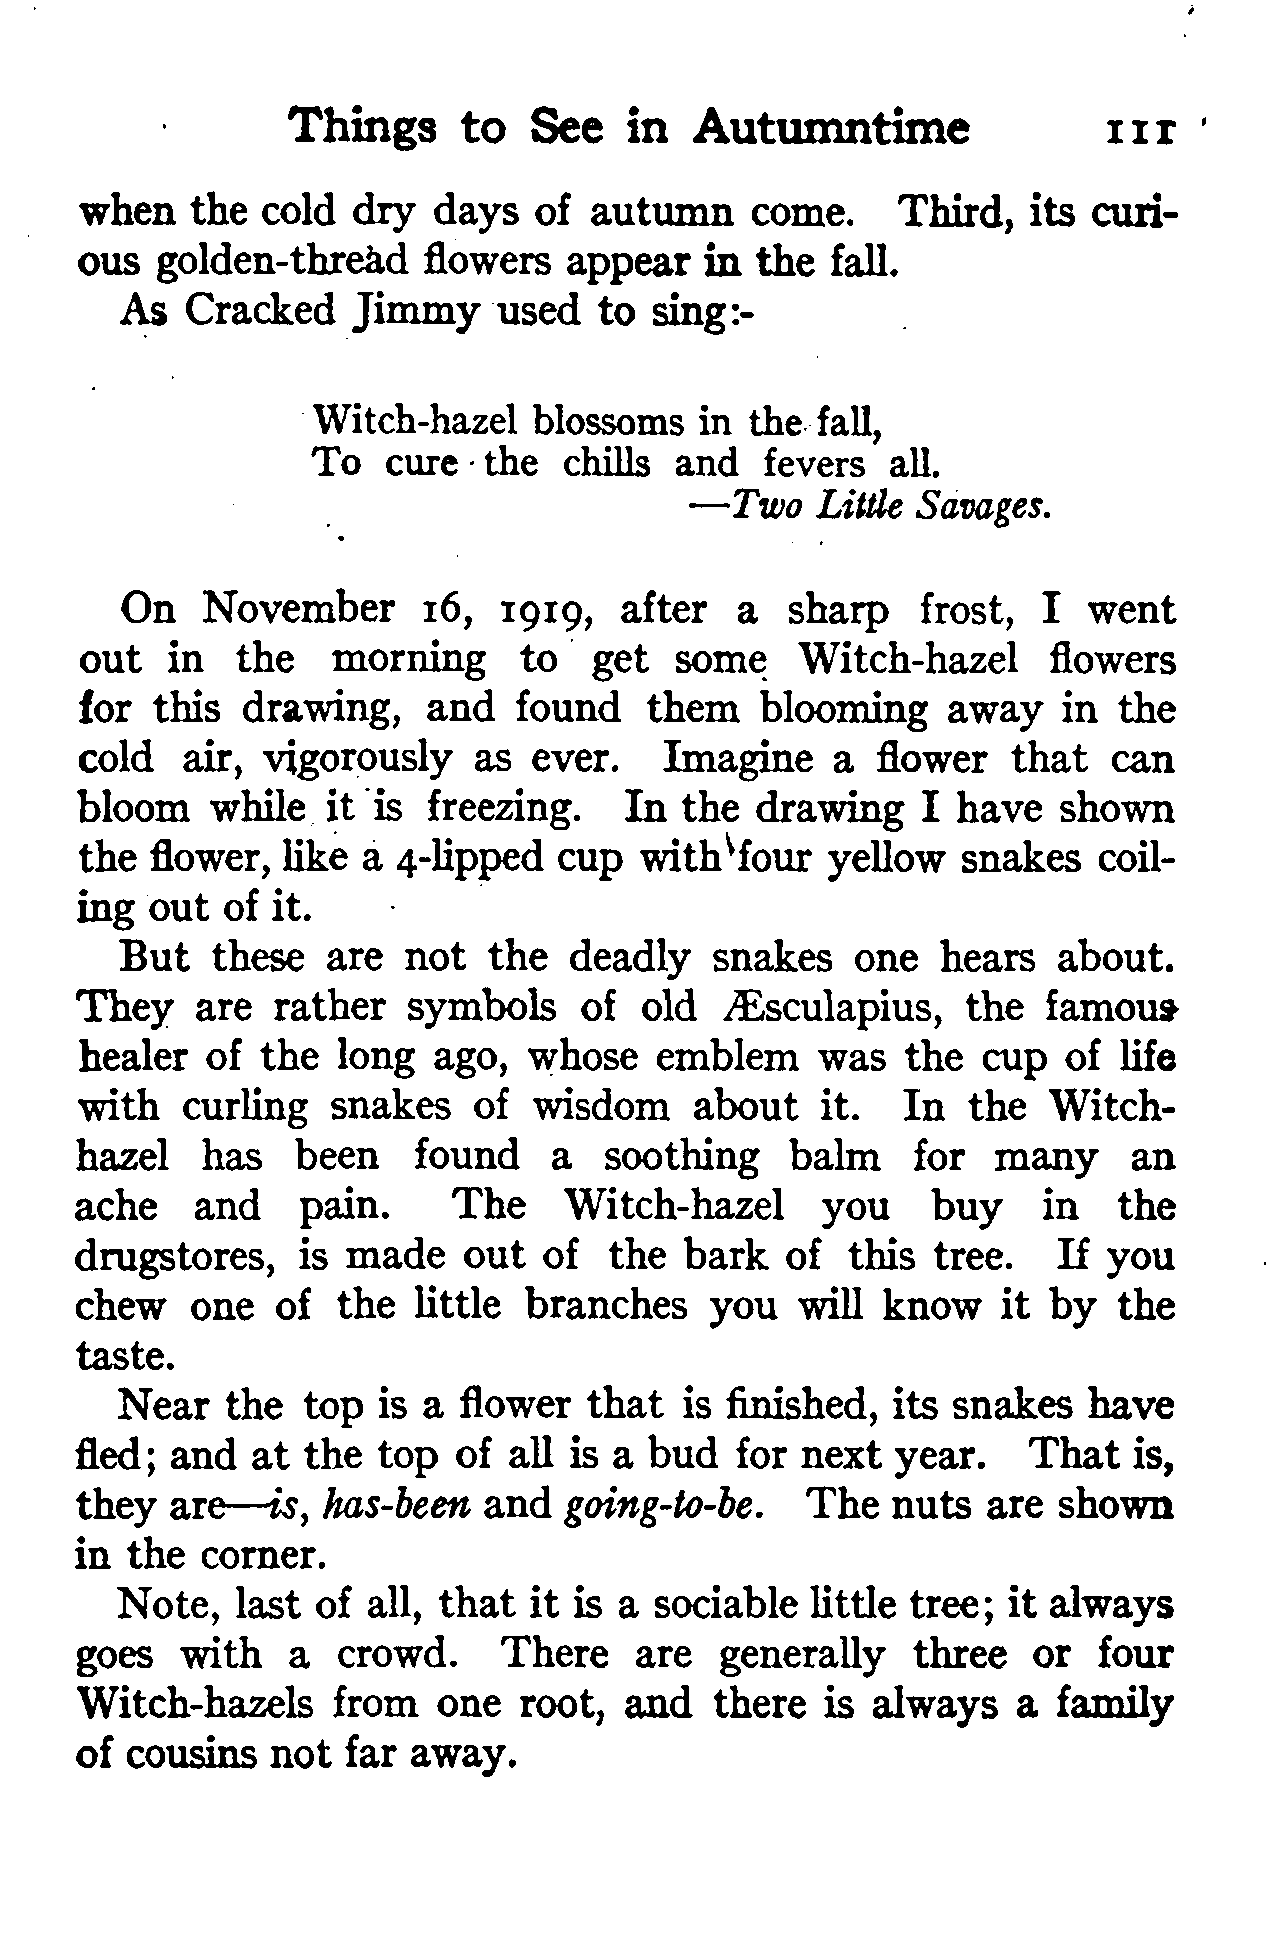 Things to See in Autumntime 111
when the cold dry days of autumn come. Third, its curi-
ous golden-thread flowers appear in the fall.
As Cracked Jimmy used to sing:-
Witch-hazel blossoms in the fall,
To cure the chills and fevers all.
—Two Little Savages.
On November 16, 1919, after a sharp frost, I went
out in the morning to get some Witch-hazel flowers
for this drawing, and found them blooming away in the
cold air, vigorously as ever. Imagine a flower that can
bloom while it is freezing. In the drawing I have shown
the flower, like a 4-lipped cup with four yellow snakes coil-
ing out of it.
But these are not the deadly snakes one hears about.
They are rather symbols of old Æsculapius, the famous
healer of the long ago, whose emblem was the cup of life
with curling snakes of wisdom about it. In the Witch-
hazel has been found a soothing balm for many an
ache and pain. The Witch-hazel you buy in the
drugstores, is made out of the bark of this tree. If you
chew one of the little branches you will know it by the
taste.
Near the top is a flower that is finished, its snakes have
fled; and at the top of all is a bud for next year. That is,
they are—is, has-been and going-to-be. The nuts are shown
in the corner.
Note, last of all, that it is a sociable little tree; it always
goes with a crowd. There are generally three or four
Witch-hazels from one root, and there is always a family
of cousins not far away.